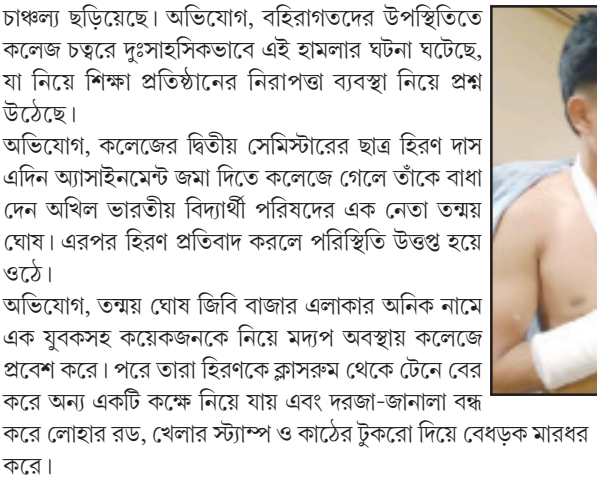 চাঞ্চল্য ছড়িয়েছে। অভিযোগ, বহিরাগতদের উপস্থিতিতে
কলেজ চত্বরে দুঃসাহসিকভাবে এই হামলার ঘটনা ঘটেছে,
যা নিয়ে শিক্ষা প্রতিষ্ঠানের নিরাপত্তা ব্যবস্থা নিয়ে প্রশ্ন
উঠেছে।
অভিযোগ, কলেজের দ্বিতীয় সেমিস্টারের ছাত্র হিরণ দাস
এদিন অ্যাসাইনমেন্ট জমা দিতে কলেজে গেলে তাঁকে বাধা
দেন অখিল ভারতীয় বিদ্যার্থী পরিষদের এক নেতা তন্ময়
ঘোষ। এরপর হিরণ প্রতিবাদ করলে পরিস্থিতি উত্তপ্ত হয়ে
ওঠে।
অভিযোগ, তন্ময় ঘোষ জিবি বাজার এলাকার অনিক নামে
এক যুবকসহ কয়েকজনকে নিয়ে মদ্যপ অবস্থায় কলেজে
প্রবেশ করে। পরে তারা হিরণকে ক্লাসরুম থেকে টেনে বের
করে অন্য একটি কক্ষে নিয়ে যায় এবং দরজা-জানালা বন্ধ
করে লোহার রড, খেলার স্ট্যাম্প ও কাঠের টুকরো দিয়ে বেধড়ক মারধর
করে।